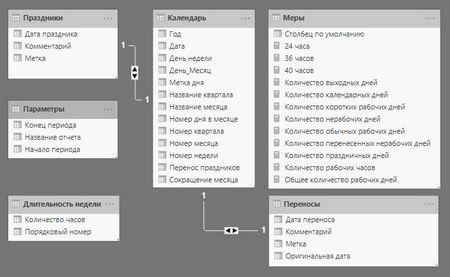 Праздники
Дата праздника
Комментарий
Метка
Параметры
Конец периода
Название отчета
Начало периода
Длительность недели
Количество часов
Порядковый номер
Календарь
Год
Дата
День недели
День_Месяц
Метка дня
Название квартала
Название месяца
Номер дня в месяце
Номер квартала
Номер месяца
Номер недели
Перенос праздников
Сокращение месяца
Меры
Столбец по умолчанию
24 часа
36 часов
40 часов
Количество выходных дней
Количество календарных дней
Количество коротких рабочих дней
Количество нерабочих дней
Количество обычных рабочих дней
Количество перенесенных нерабочих дней
Количество праздничных дней
Количество рабочих часов
Общее количество рабочих дней
Переносы
Дата переноса
Комментарий
Метка
Оригинальная дата
1
1
1
1